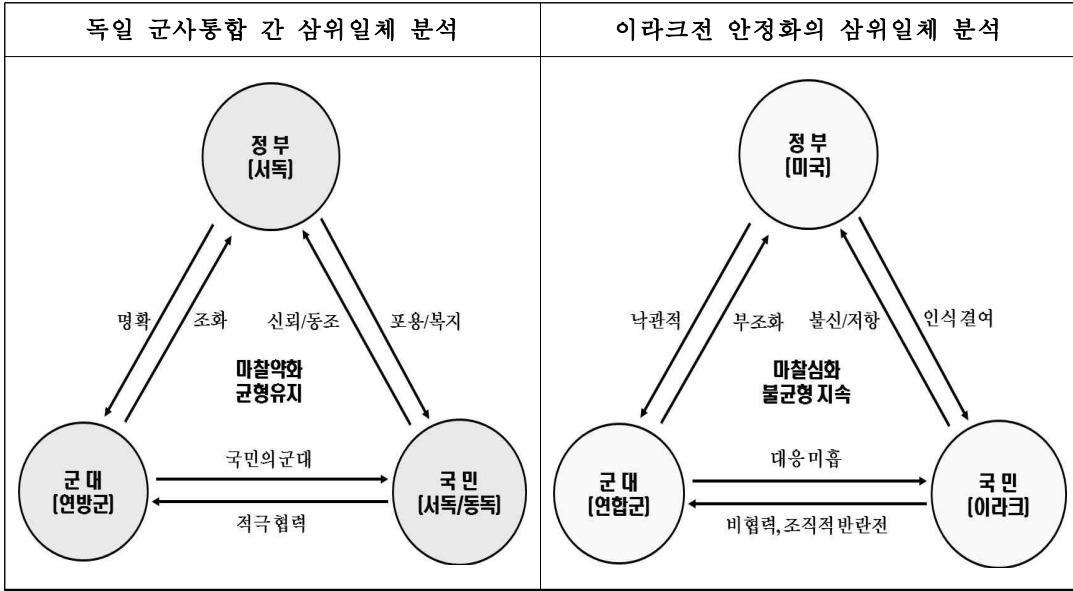 독일 군사통합 간 삼위일체 분석
이라크전 안정화의 삼위일체 분석
정 부
(서독)
명확
조화
신뢰/동조
포용/복지
마찰약화
균형유지
군 대
(연방군)
국민의 군대
적극 협력
국 민
(서독/동독)
정 부
(미국)
낙관적
부조화
불신/저항
인식 결여
마찰심화
불균형 지속
군 대
(연합군)
대응 미흡
비협력, 조직적 반란전
국 민
(이라크)